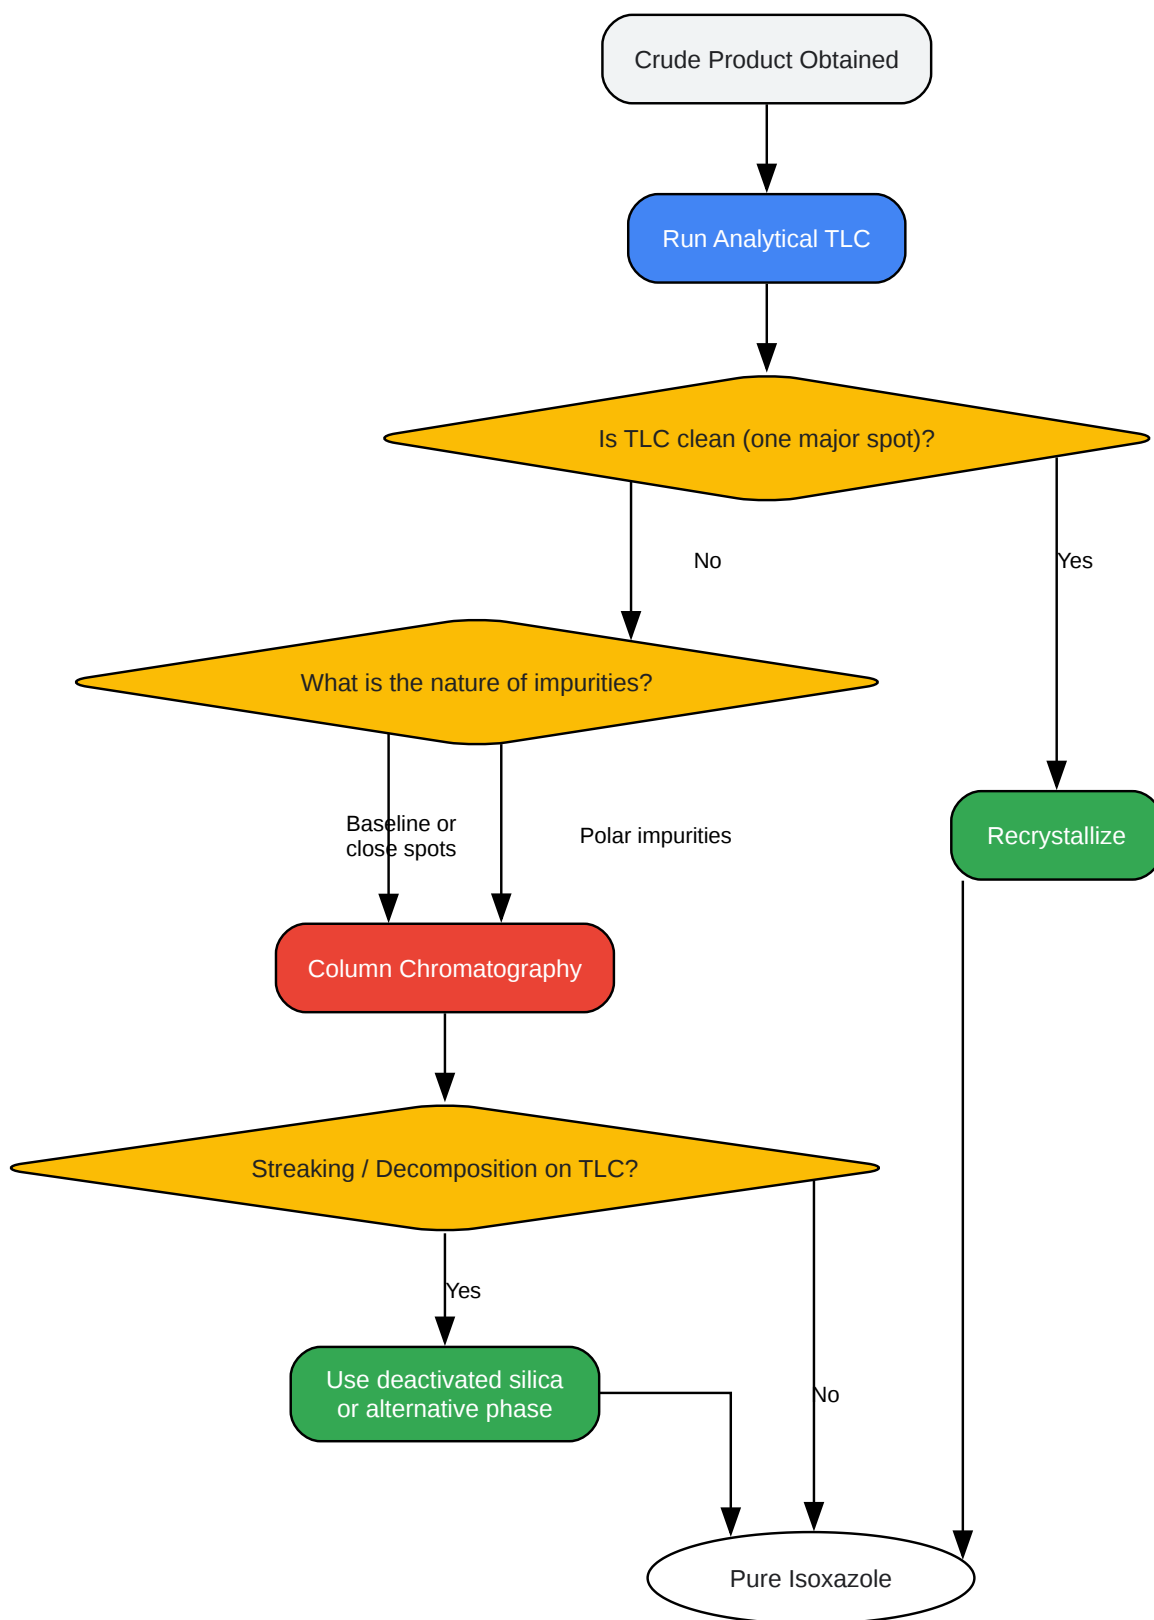 Crude Product Obtained
Run Analytical TLC
Is TLC clean (one major spot)?
No
Yes
What is the nature of impurities?
Baseline or
close spots
Polar impurities
Recrystallize
Column Chromatography
Streaking / Decomposition on TLC?
Yes
Use deactivated silica
or alternative phase
No
Pure Isoxazole